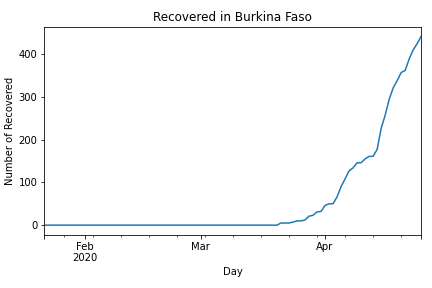 Recovered in Burkina Faso
Number of Recovered
400
300
200
100
0
Feb
2020
Mar
Apr
Day